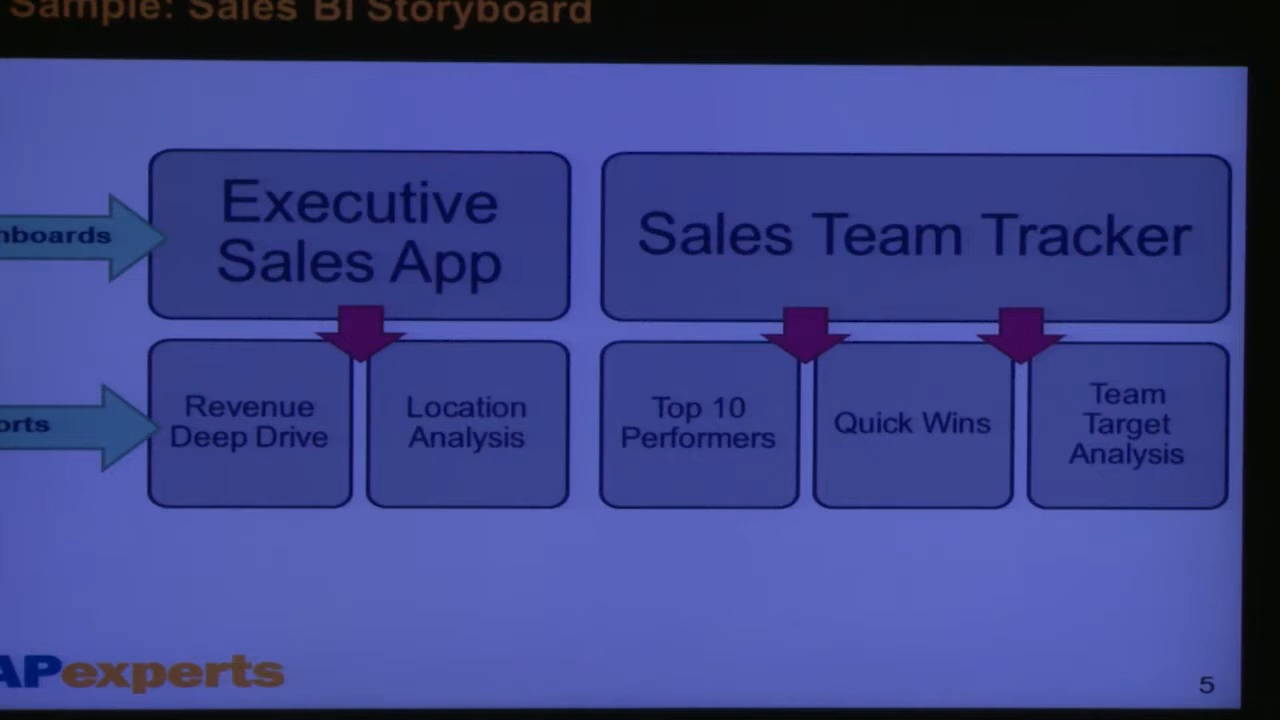 Sample: Sales BI Storyboard
Executive
Sales App
Sales Team Tracker
hboards
Revenue
Deep Drive
Location
Analysis
Top 10
Performers
Quick Wins
Team
Target
Analysis
orts
APexperts
5